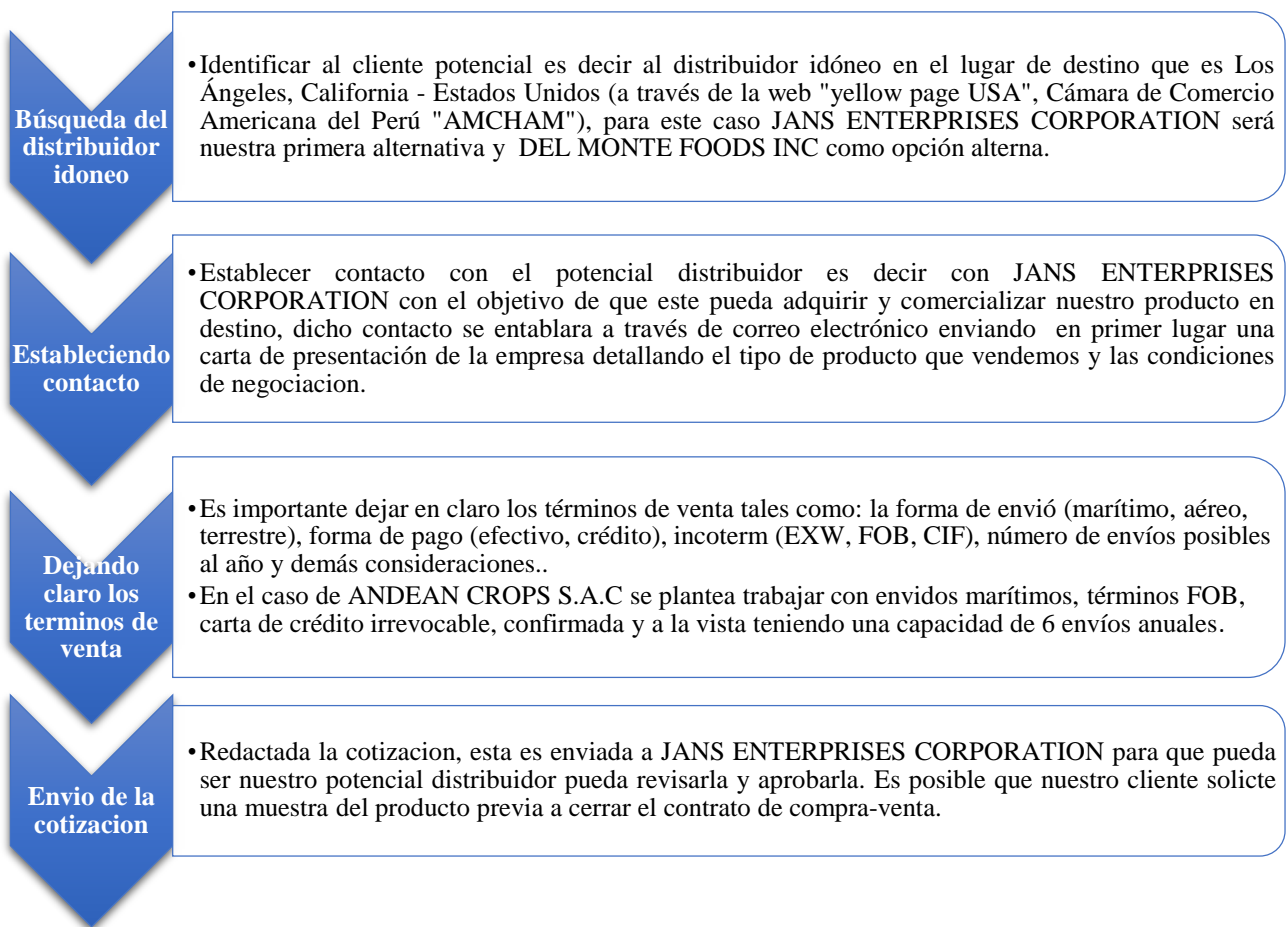 Búsqueda del
distribuidor
idoneo
•Identificar al cliente potencial es decir al distribuidor idóneo en el lugar de destino que es Los
Ángeles, California - Estados Unidos (a través de la web "yellow page USA", Cámara de Comercio
Americana del Perú "AMCHAM"), para este caso JANS ENTERPRISES CORPORATION será
nuestra primera alternativa y DEL MONTE FOODS INC como opción alterna.
Estableciendo
contacto
•Establecer contacto con el potencial distribuidor es decir con JANS ENTERPRISES
CORPORATION con el objetivo de que este pueda adquirir y comercializar nuestro producto en
destino, dicho contacto se entablara a través de correo electrónico enviando en primer lugar una
carta de presentación de la empresa detallando el tipo de producto que vendemos y las condiciones
de negociacion.
Dejando
claro los
terminos de
venta
•Es importante dejar en claro los términos de venta tales como: la forma de envió (marítimo, aéreo,
terrestre), forma de pago (efectivo, crédito), incoterm (EXW, FOB, CIF), número de envíos posibles
al año y demás consideraciones..
•En el caso de ANDEAN CROPS S.A.C se plantea trabajar con envidos marítimos, términos FOB,
carta de crédito irrevocable, confirmada y a la vista teniendo una capacidad de 6 envíos anuales.
Envio de la
cotizacion
•Redactada la cotizacion, esta es enviada a JANS ENTERPRISES CORPORATION para que pueda
ser nuestro potencial distribuidor pueda revisarla y aprobarla. Es posible que nuestro cliente solicte
una muestra del producto previa a cerrar el contrato de compra-venta.